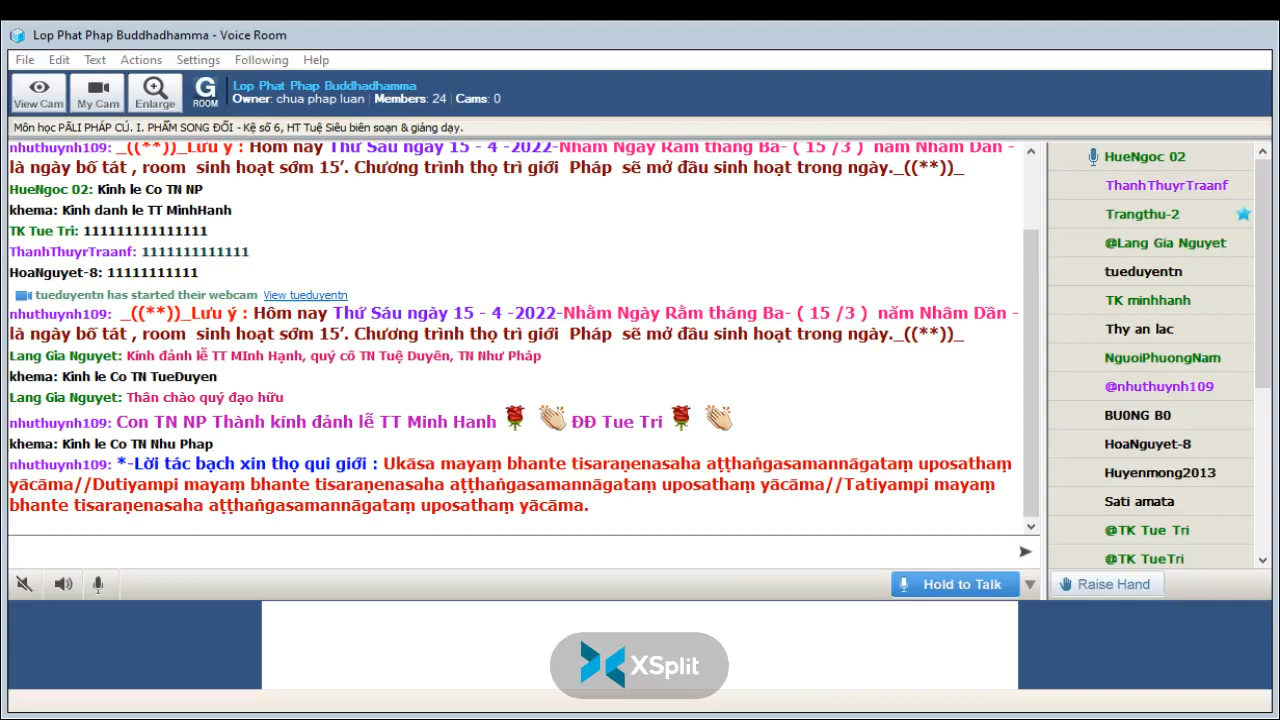 Lop Phat Phap Buddhadhamma - Voice Room
File Edit Text Actions Settings Following Help
View Cam My Cam Enlarge G ROOM
Lop Phat Phap Buddhadhamma
Owner: chua phap luan | Members: 24 | Cams: 0
Môn học PĀLI PHÁP CÚ. I. PHẨM SONG ĐỐI - Kệ số 6, HT Tuệ Siêu biên soạn & giảng dạy.
nhuthuynh109: _((**))_Lưu ý : Hôm nay Thứ Sáu ngày 15 - 4 -2022-Nhằm Ngày Rằm tháng Ba- ( 15 /3 ) năm Nhâm Dần -
là ngày bố tát , room sinh hoạt sớm 15’. Chương trình thọ trì giới Pháp sẽ mở đầu sinh hoạt trong ngày._((**))_
HueNgoc 02: Kinh le Co TN NP
khema: Kinh danh le TT MinhHanh
TK Tue Tri: 111111111111111
ThanhThuyrTraanf: 1111111111111
HoaNguyet-8: 11111111111
tueduyentn has started their webcam View tueduyentn
nhuthuynh109: _((**))_Lưu ý : Hôm nay Thứ Sáu ngày 15 - 4 -2022-Nhằm Ngày Rằm tháng Ba- ( 15 /3 ) năm Nhâm Dần -
là ngày bố tát , room sinh hoạt sớm 15’. Chương trình thọ trì giới Pháp sẽ mở đầu sinh hoạt trong ngày._((**))_
Lang Gia Nguyet: Kính đảnh lễ TT MInh Hạnh, quý cô TN Tuệ Duyên, TN Như Pháp
khema: Kinh le Co TN TueDuyen
Lang Gia Nguyet: Thân chào quý đạo hữu
nhuthuynh109: Con TN NP Thành kính đảnh lễ TT Minh Hanh 🌹 👏 ĐĐ Tue Tri 🌹 👏
khema: Kinh le Co TN Nhu Phap
nhuthuynh109: *-Lời tác bạch xin thọ qui giới : Ukāsa mayaṃ bhante tisaraṇenasaha aṭṭhaṅgasamannāgataṃ uposathaṃ
yācāma//Dutiyampi mayaṃ bhante tisaraṇenasaha aṭṭhaṅgasamannāgataṃ uposathaṃ yācāma//Tatiyampi mayaṃ
bhante tisaraṇenasaha aṭṭhaṅgasamannāgataṃ uposathaṃ yācāma.
HueNgoc 02
ThanhThuyrTraanf
Trangthu-2
@Lang Gia Nguyet
tueduyentn
TK minhhanh
Thy an lac
NguoiPhuongNam
@nhuthuynh109
BU0NG B0
HoaNguyet-8
Huyenmong2013
Sati amata
@TK Tue Tri
@TK TueTri
Hold to Talk
Raise Hand
XSplit